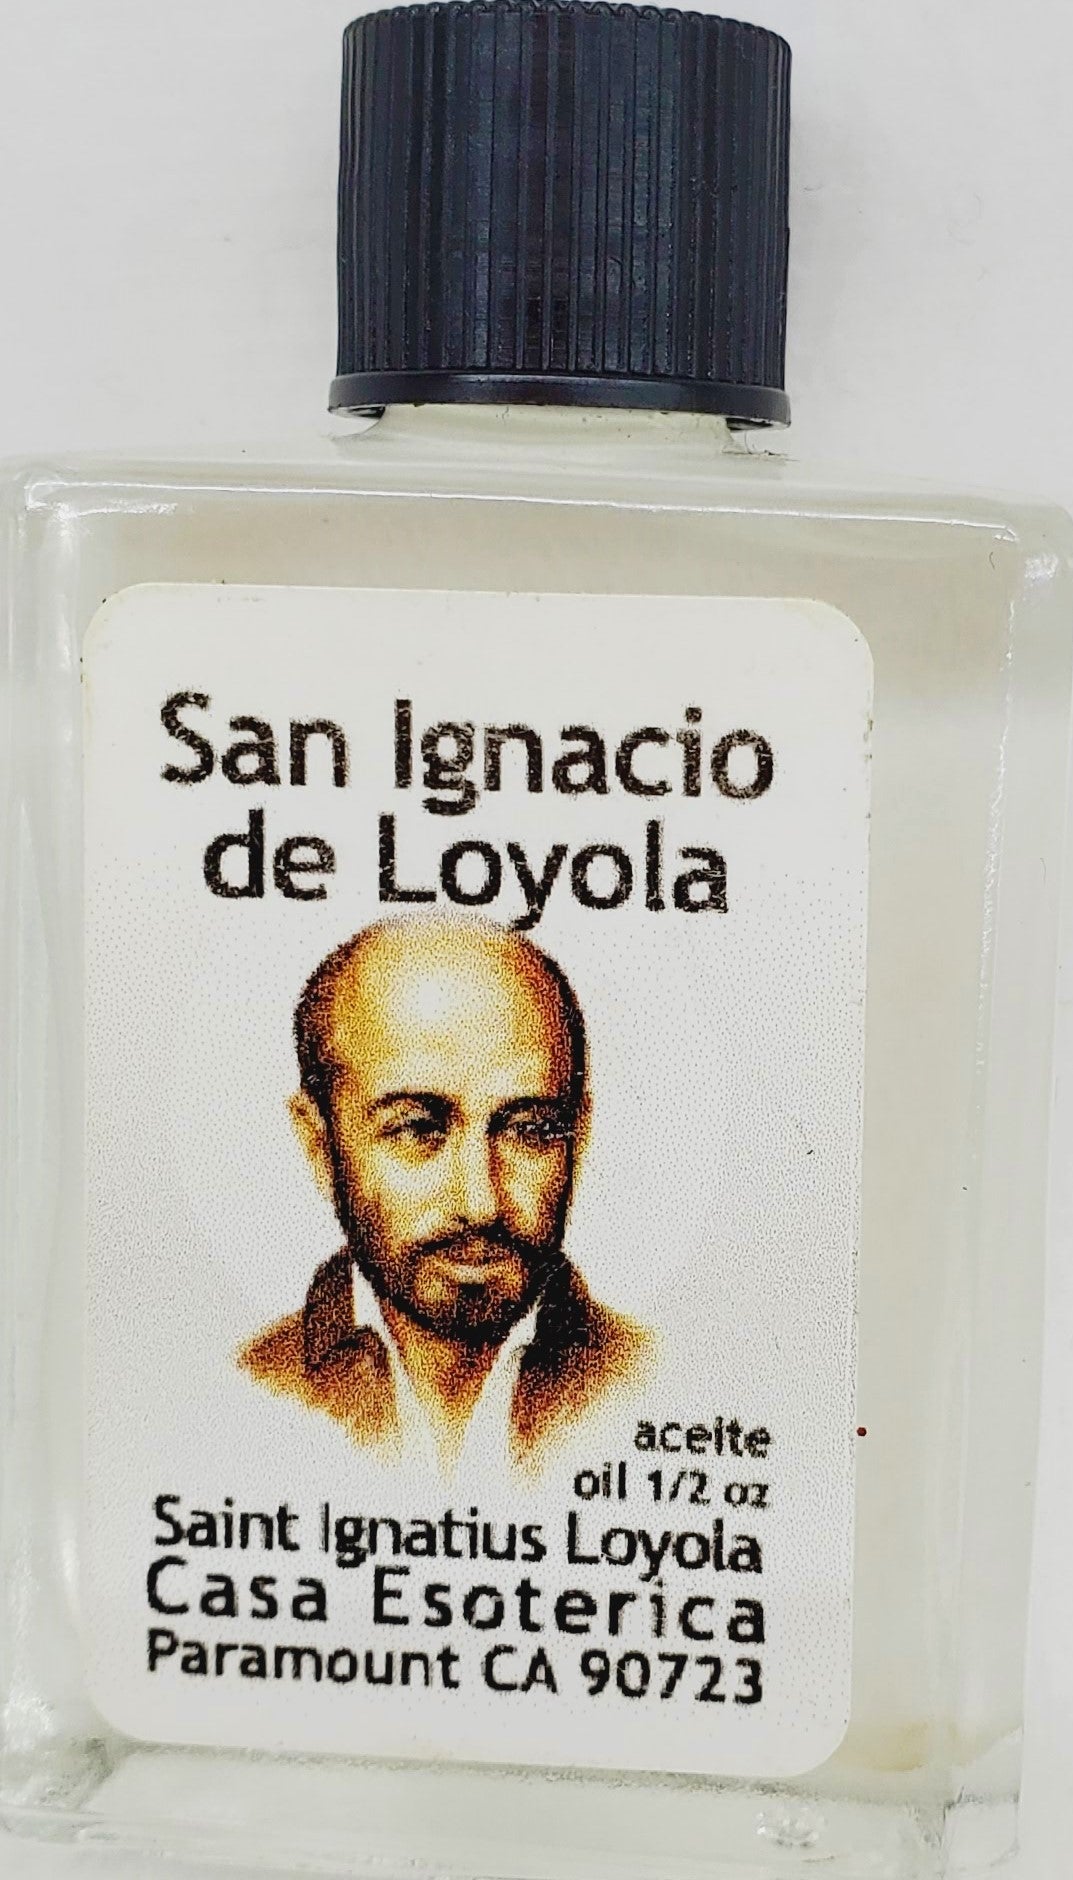 San Ignacio
de Loyola
aceite
oil 1/2 oz
Saint Ignatius Loyola
Casa Esoterica
Paramount CA 90723